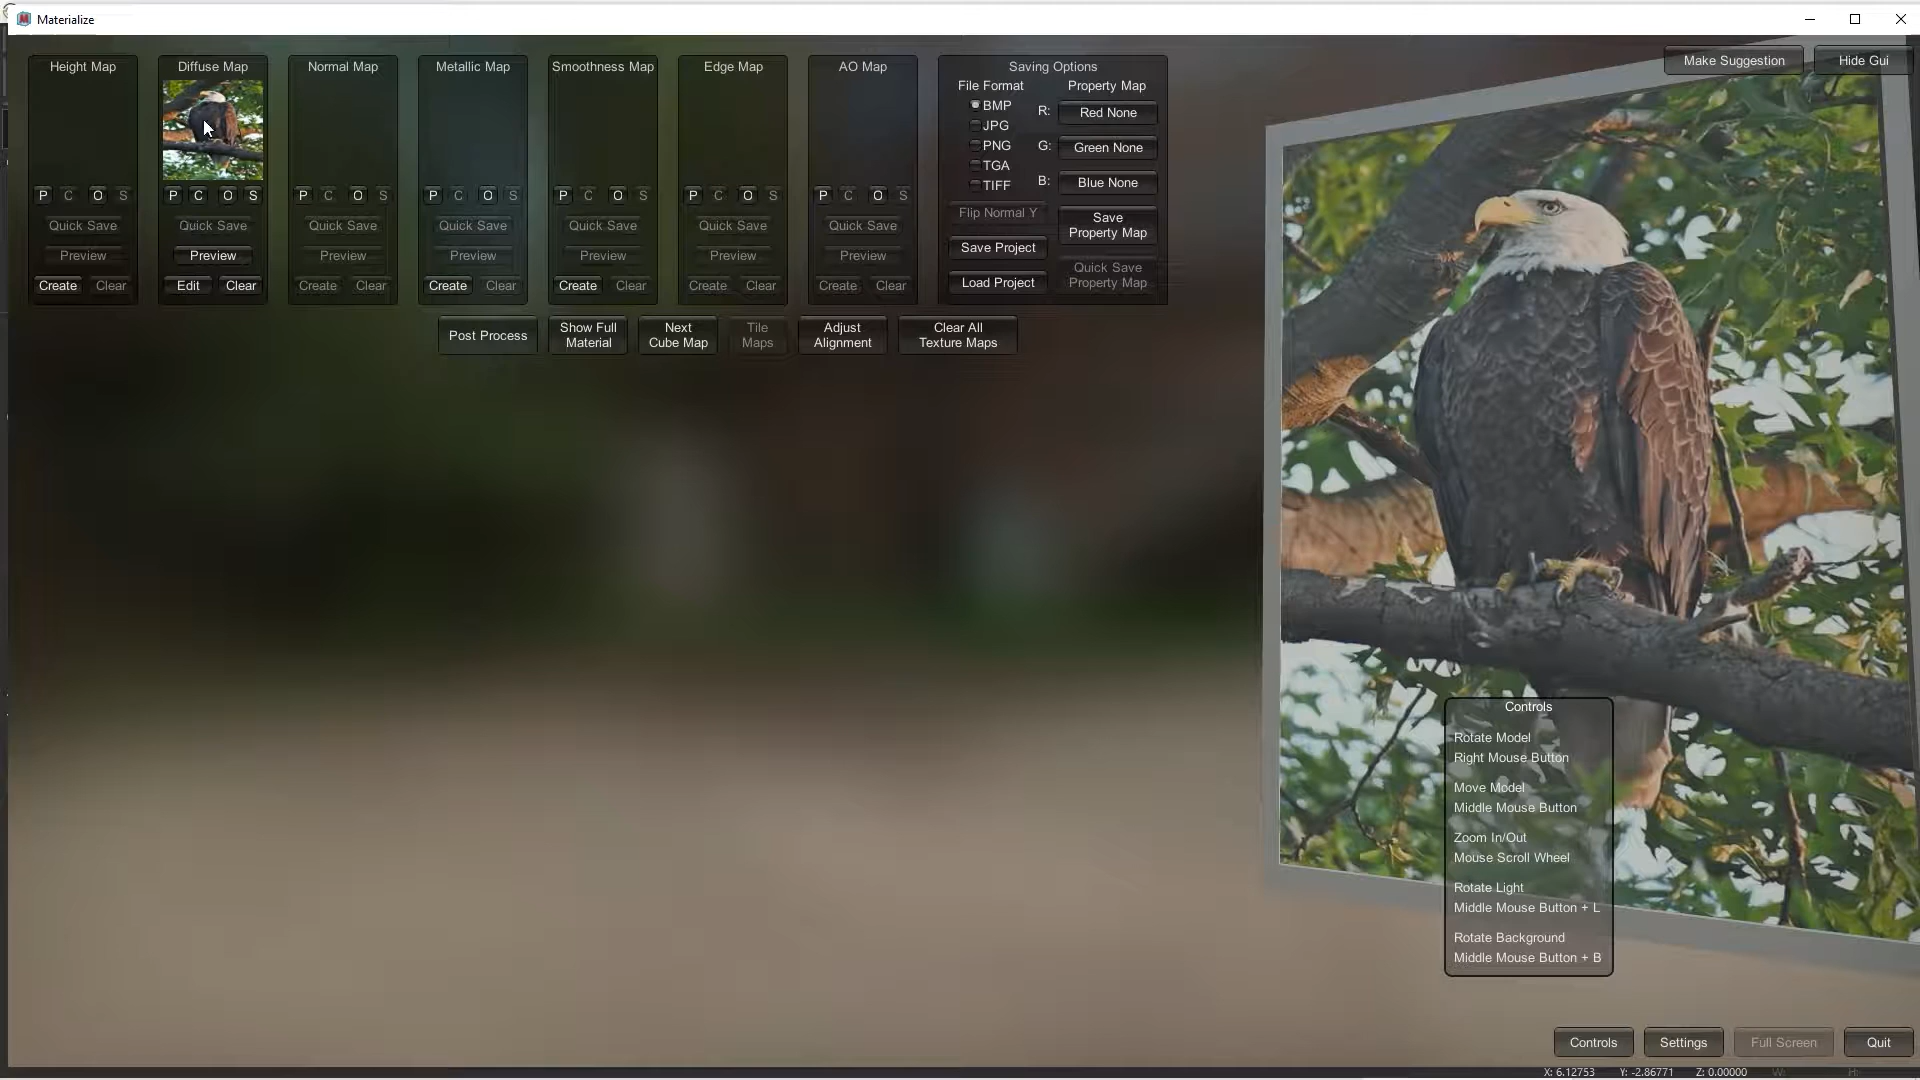 Materialize
Make Suggestion
Hide Gui
Height Map
Diffuse Map
Normal Map
Metallic Map
Smoothness Map
Edge Map
AO Map
Saving Options
File Format
Property Map
BMP
JPG
PNG
TGA
TIFF
R: Red None
G: Green None
B: Blue None
P C O S
P C O S
P C O S
P C O S
P C O S
P C O S
P C O S
Quick Save
Quick Save
Quick Save
Quick Save
Quick Save
Quick Save
Quick Save
Preview
Preview
Preview
Preview
Preview
Preview
Preview
Create Clear
Edit Clear
Create Clear
Create Clear
Create Clear
Create Clear
Create Clear
Flip Normal Y
Save
Property Map
Save Project
Quick Save
Property Map
Load Project
Post Process
Show Full
Material
Next
Cube Map
Tile
Maps
Adjust
Alignment
Clear All
Texture Maps
Controls
Rotate Model
Right Mouse Button
Move Model
Middle Mouse Button
Zoom In/Out
Mouse Scroll Wheel
Rotate Light
Middle Mouse Button + L
Rotate Background
Middle Mouse Button + B
Controls
Settings
Full Screen
Quit
X: 6.12753 Y: -2.86771 Z: 0.00000 W: H: